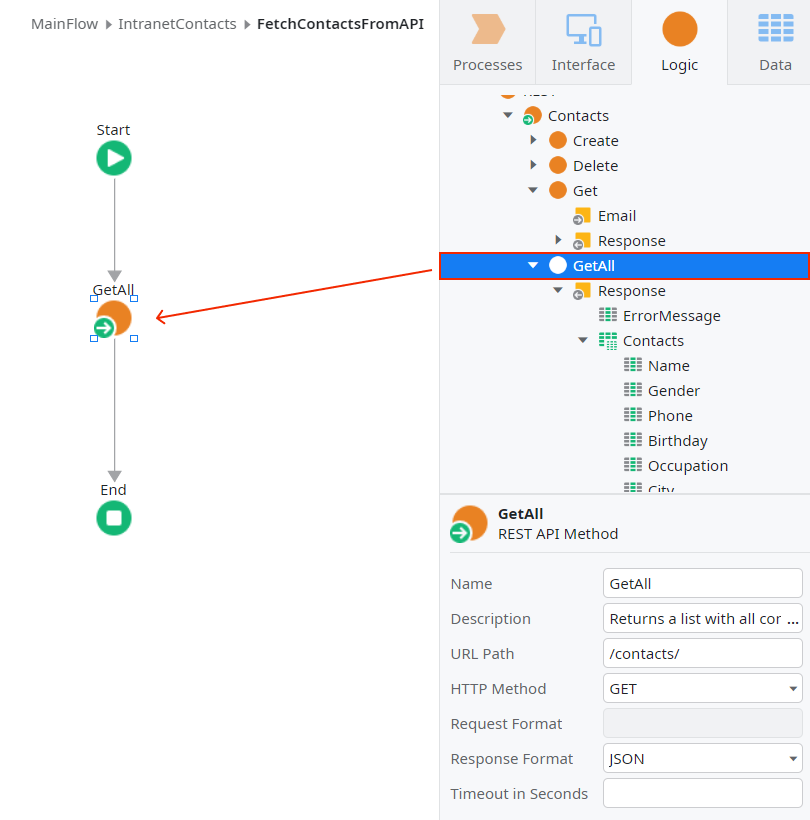 MainFlow IntranetContacts FetchContactsFromAPI
Start
GetAll
End
Processes Interface Logic Data
REST
Contacts
Create
Delete
Get
Email
Response
GetAll
Response
ErrorMessage
Contacts
Name
Gender
Phone
Birthday
Occupation
City
GetAll
REST API Method
Name GetAll
Description Returns a list with all cor ...
URL Path /contacts/
HTTP Method GET
Request Format
Response Format JSON
Timeout in Seconds